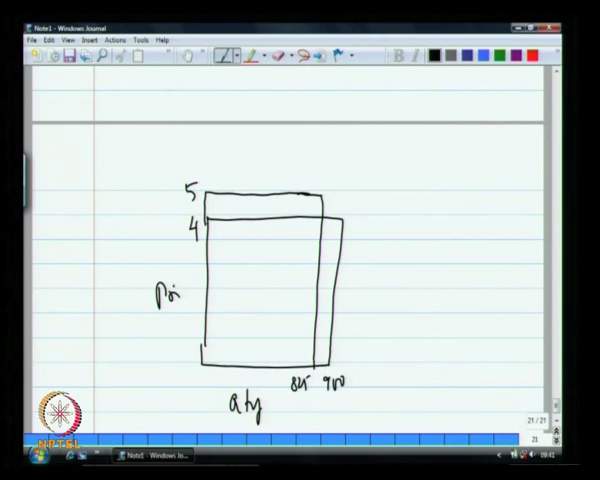 Note1 - Windows Journal
File Edit View Insert Actions Tools Help
B I
5
4
Pri
845 900
Qty
21 / 21
21
NPTEL
Note1 - Windows Jo...
09:41